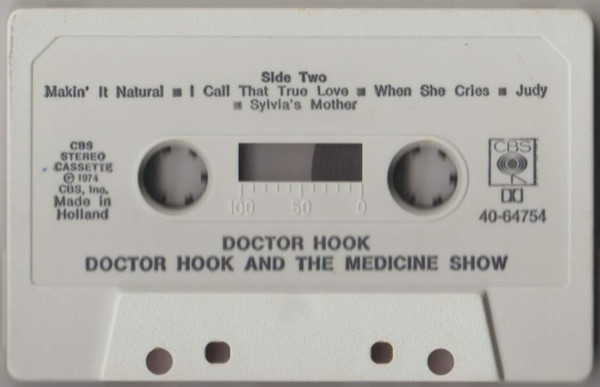 Side Two
Makin' It Natural ■ I Call That True Love ■ When She Cries ■ Judy
■ Sylvia's Mother
CBS
STEREO
CASSETTE
℗ 1974
CBS, Inc.
Made in
Holland
100 50 0
CBS
40-64754
DOCTOR HOOK
DOCTOR HOOK AND THE MEDICINE SHOW